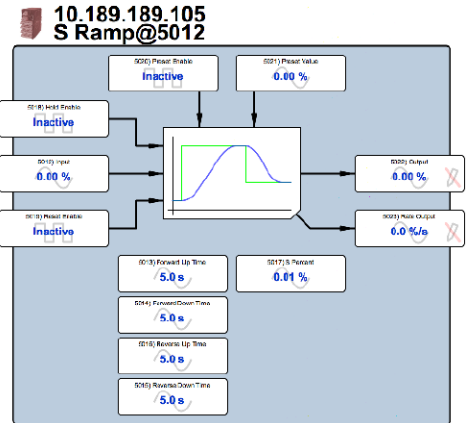 10.189.189.105
S Ramp@5012
5020) Preset Enable
Inactive
5021) Preset Value
0.00 %
5018) Hold Enable
Inactive
5012) Input
0.00 %
5022) Output
0.00 %
5019) Reset Enable
Inactive
5023) Rate Output
0.0 %/s
5013) Forward Up Time
5.0 s
5017) S Percent
0.01 %
5014) Forward Down Time
5.0 s
5015) Reverse Up Time
5.0 s
5016) Reverse Down Time
5.0 s